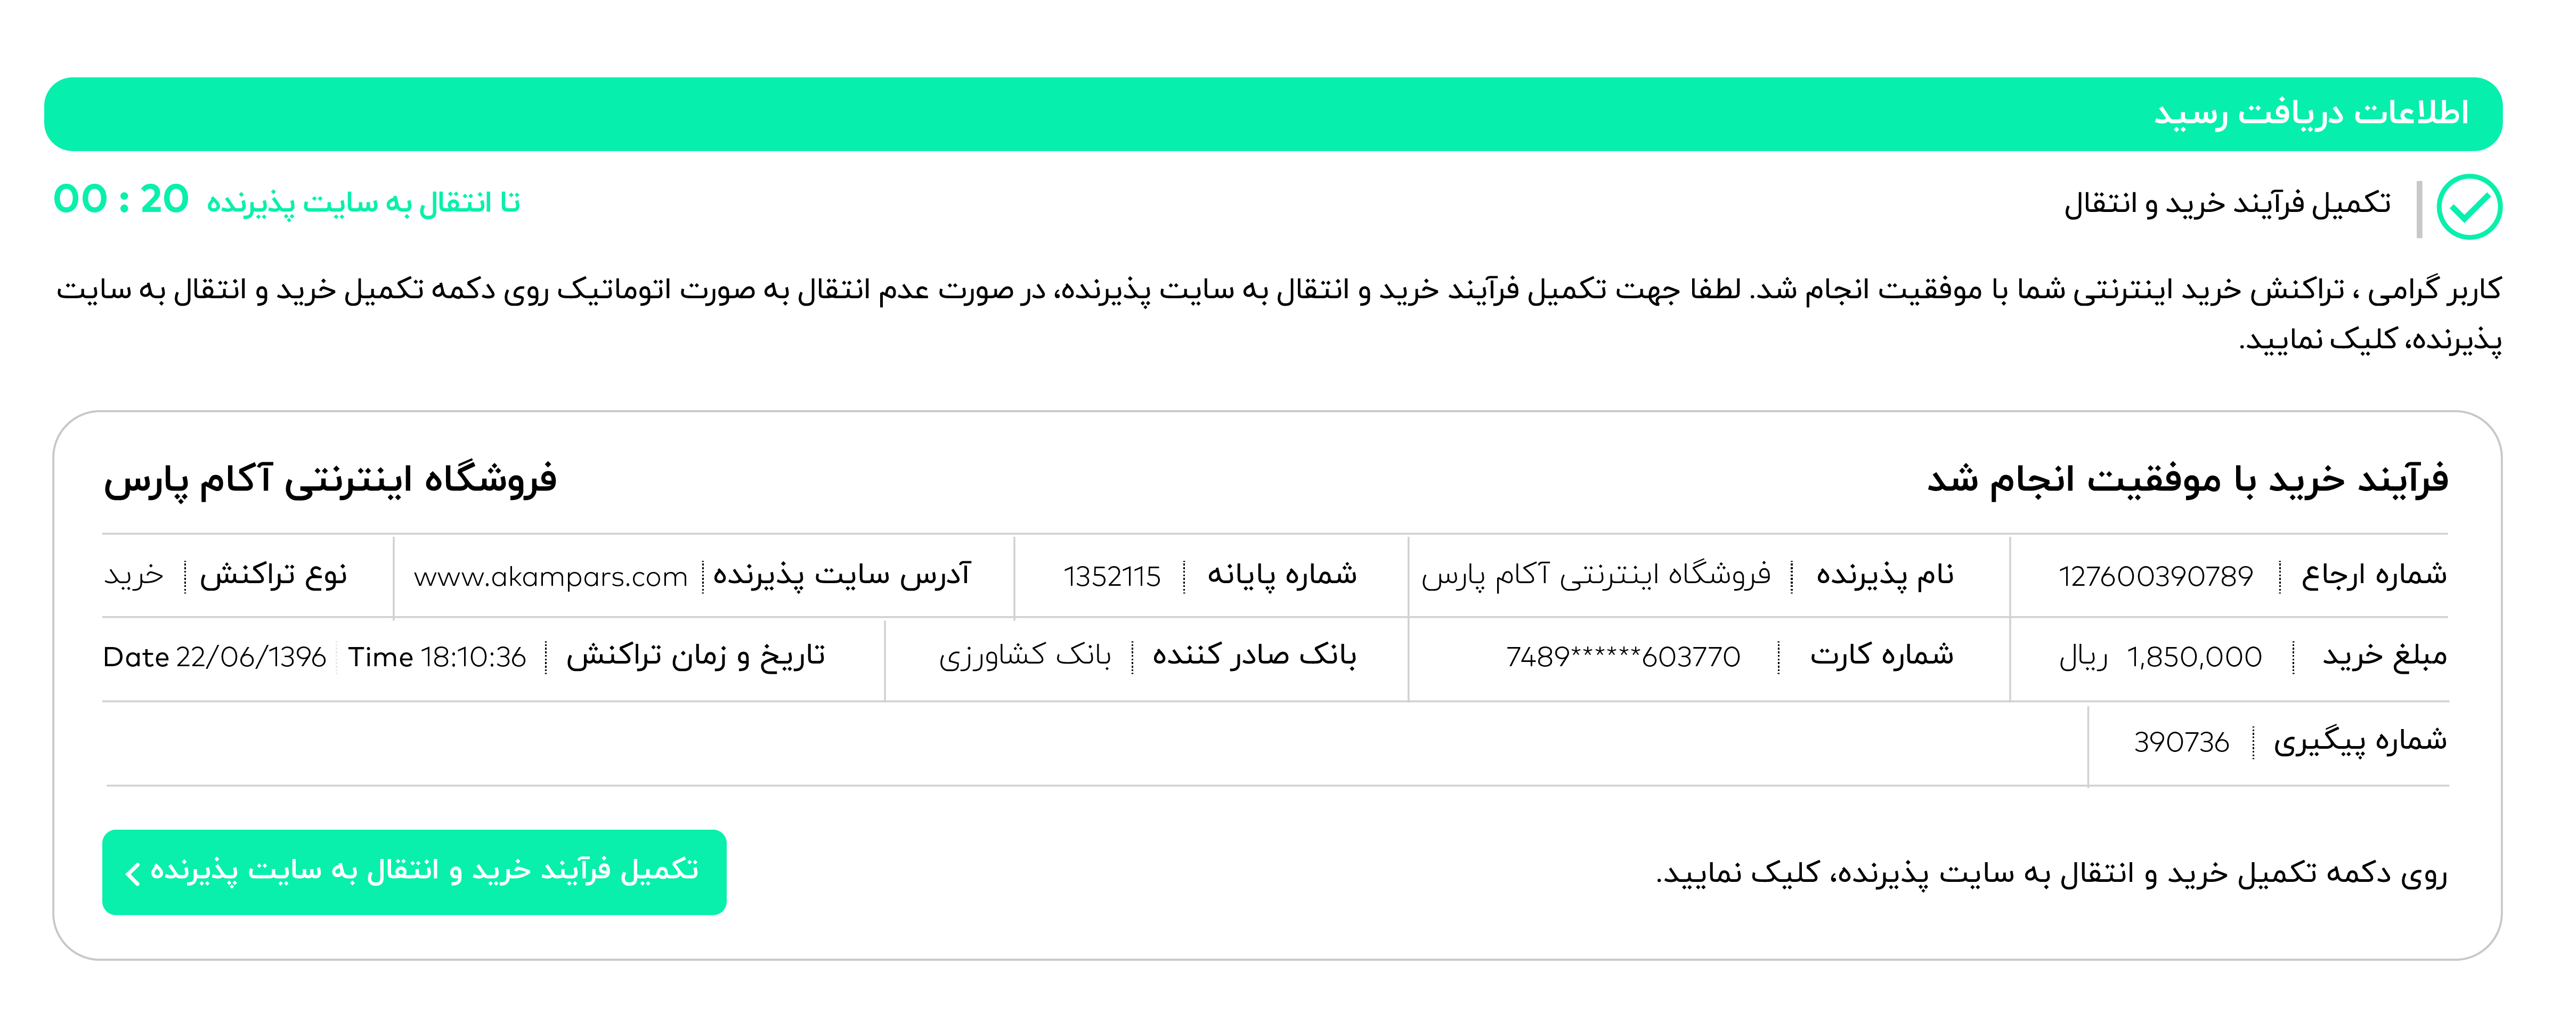 اطلاعات دریافت رسید
تکمیل فرآیند خرید و انتقال
تا انتقال به سایت پذیرنده 00 : 20
کاربر گرامی ، تراکنش خرید اینترنتی شما با موفقیت انجام شد. لطفا جهت تکمیل فرآیند خرید و انتقال به سایت پذیرنده، در صورت عدم انتقال به صورت اتوماتیک روی دکمه تکمیل خرید و انتقال به سایت
پذیرنده، کلیک نمایید.
فرآیند خرید با موفقیت انجام شد
فروشگاه اینترنتی آکام پارس
شماره ارجاع 127600390789 نام پذیرنده فروشگاه اینترنتی آکام پارس شماره پایانه 1352115 آدرس سایت پذیرنده www.akampars.com نوع تراکنش خرید
مبلغ خرید 1,850,000 ریال شماره کارت 7489******603770 بانک صادر کننده بانک کشاورزی تاریخ و زمان تراکنش Date 22/06/1396 Time 18:10:36
شماره پیگیری 390736
روی دکمه تکمیل خرید و انتقال به سایت پذیرنده، کلیک نمایید.
تکمیل فرآیند خرید و انتقال به سایت پذیرنده